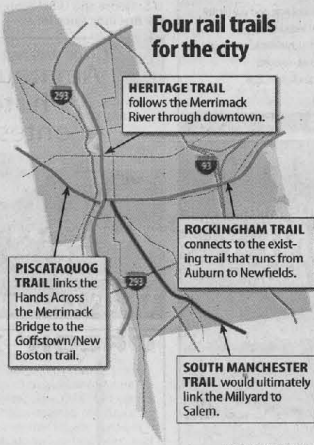 Four rail trails
for the city
HERITAGE TRAIL
follows the Merrimack
River through downtown.
293
93
ROCKINGHAM TRAIL
connects to the exist-
ing trail that runs from
Auburn to Newfields.
PISCATAQUOG
TRAIL links the
Hands Across
the Merrimack
Bridge to the
Goffstown/New
Boston trail.
293
SOUTH MANCHESTER
TRAIL would ultimately
link the Millyard to
Salem.